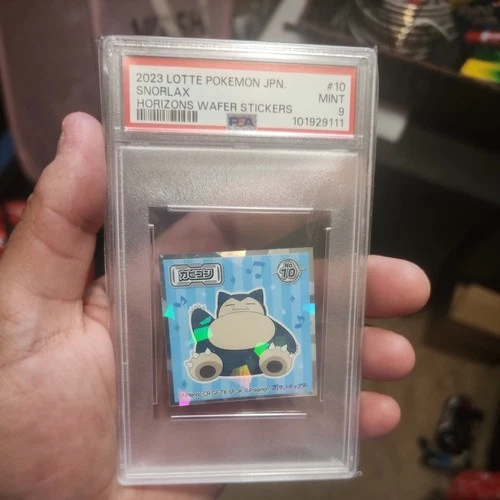 2023 LOTTE POKEMON JPN. #10
SNORLAX MINT
HORIZONS WAFER STICKERS 9
PSA 101929111
カビゴン
No.
10